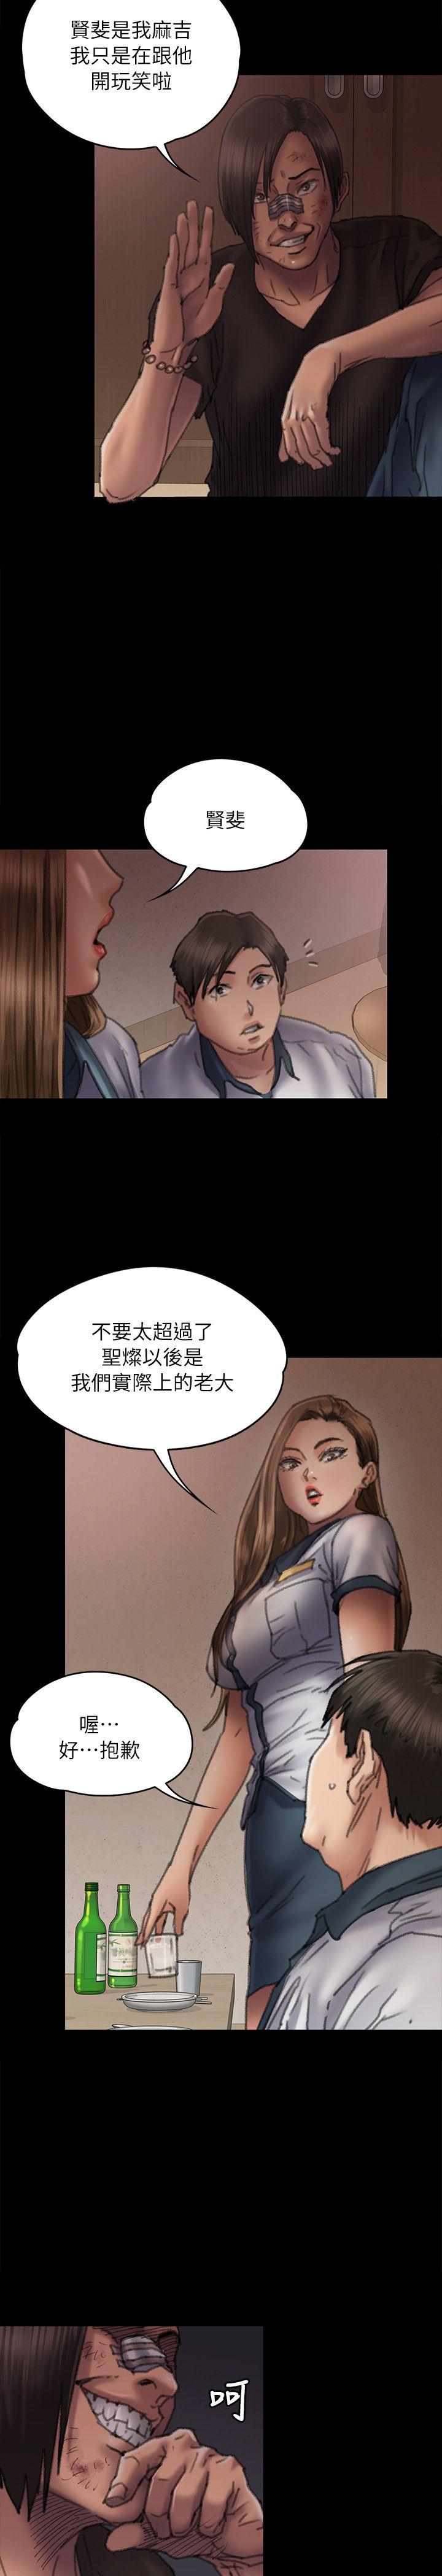 賢斐是我麻吉
我只是在跟他
開玩笑啦
賢斐
不要太超過了
聖燦以後是
我們實際上的老大
喔⋯
好⋯抱歉
呵